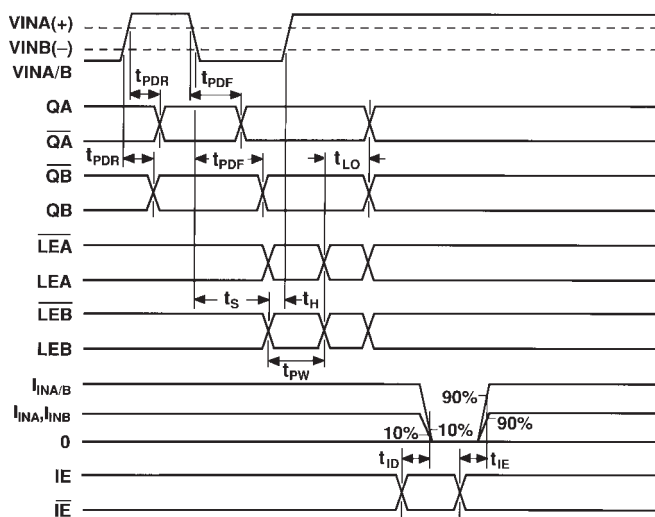 VINA(+)
VINB(–)
VINA/B
tPDR
tPDF
QA
QA
tPDR
tPDF
tLO
QB
QB
LEA
LEA
tS
tH
LEB
LEB
tPW
IINA/B
90%
IINA,IINB
10%
10%
90%
0
tID
tIE
IE
IE